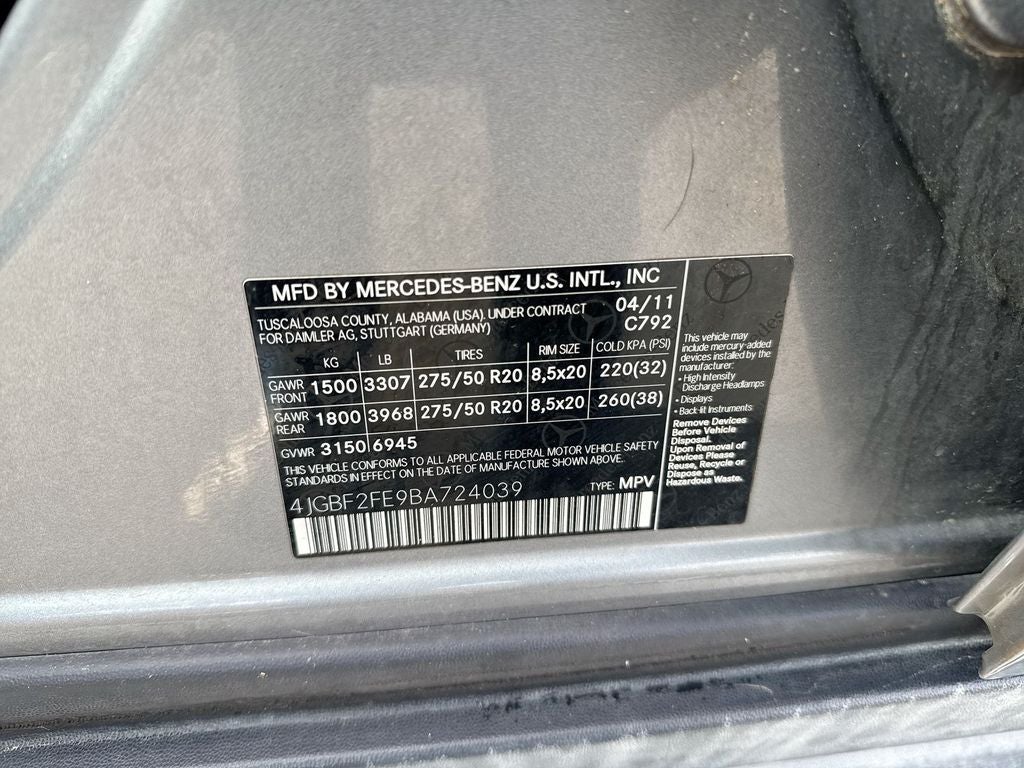 MFD BY MERCEDES-BENZ U.S. INTL., INC
TUSCALOOSA COUNTY, ALABAMA (USA). UNDER CONTRACT 04/11
FOR DAIMLER AG, STUTTGART (GERMANY) C792
KG LB TIRES RIM SIZE COLD KPA (PSI)
GAWR FRONT 1500 3307 275/50 R20 8,5x20 220(32)
GAWR REAR 1800 3968 275/50 R20 8,5x20 260(38)
GVWR 3150 6945
THIS VEHICLE CONFORMS TO ALL APPLICABLE FEDERAL MOTOR VEHICLE SAFETY
STANDARDS IN EFFECT ON THE DATE OF MANUFACTURE SHOWN ABOVE.
4JGBF2FE9BA724039 TYPE: MPV
This vehicle may
include mercury-added
devices installed by the
manufacturer:
• High Intensity
Discharge Headlamps
• Displays
• Back-lit Instruments
Remove Devices
Before Vehicle
Disposal.
Upon Removal of
Devices Please
Reuse, Recycle or
Dispose as
Hazardous Waste.